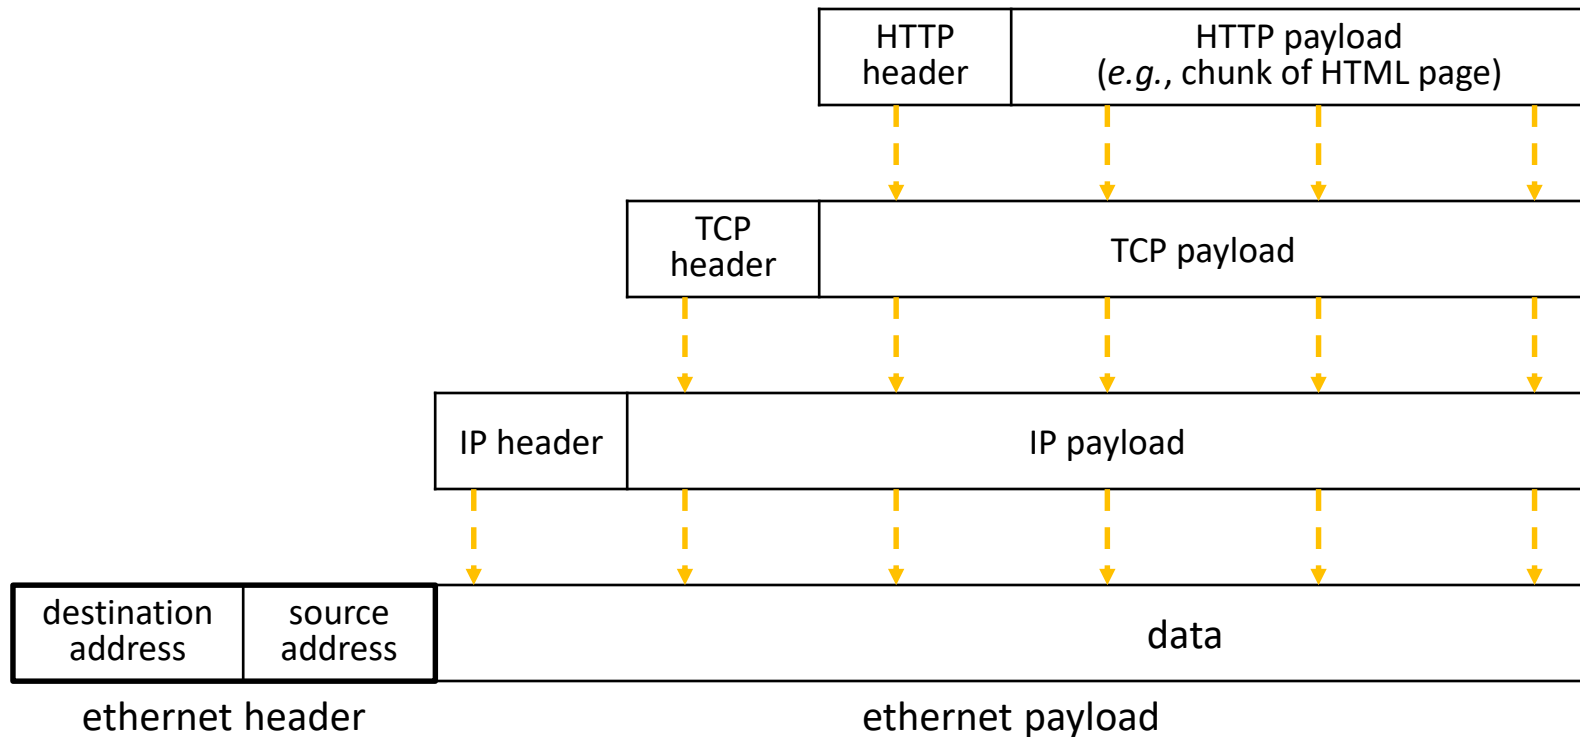 HTTP
header
HTTP payload
(e.g., chunk of HTML page)
TCP
header
TCP payload
IP header
IP payload
destination
address
source
address
data
ethernet header
ethernet payload